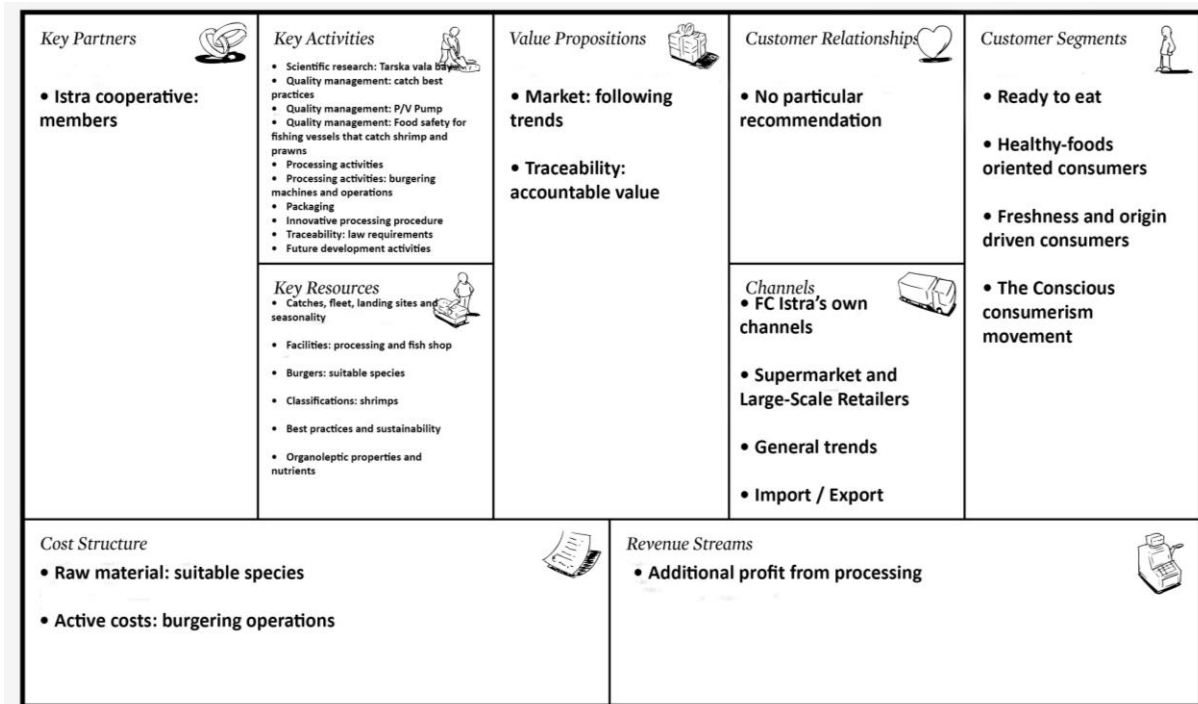 Key Partners
• Istra cooperative:
members
Key Activities
• Scientific research: Tarska vala bay
• Quality management: catch best
practices
• Quality management: P/V Pump
• Quality management: Food safety for
fishing vessels that catch shrimp and
prawns
• Processing activities
• Processing activities: burgering
machines and operations
• Packaging
• Innovative processing procedure
• Traceability: law requirements
• Future development activities
Key Resources
• Catches, fleet, landing sites and
seasonality
• Facilities: processing and fish shop
• Burgers: suitable species
• Classifications: shrimps
• Best practices and sustainability
• Organoleptic properties and
nutrients
Value Propositions
• Market: following
trends
• Traceability:
accountable value
Customer Relationships
• No particular
recommendation
Channels
• FC Istra’s own
channels
• Supermarket and
Large-Scale Retailers
• General trends
• Import / Export
Customer Segments
• Ready to eat
• Healthy-foods
oriented consumers
• Freshness and origin
driven consumers
• The Conscious
consumerism
movement
Cost Structure
• Raw material: suitable species
• Active costs: burgering operations
Revenue Streams
• Additional profit from processing